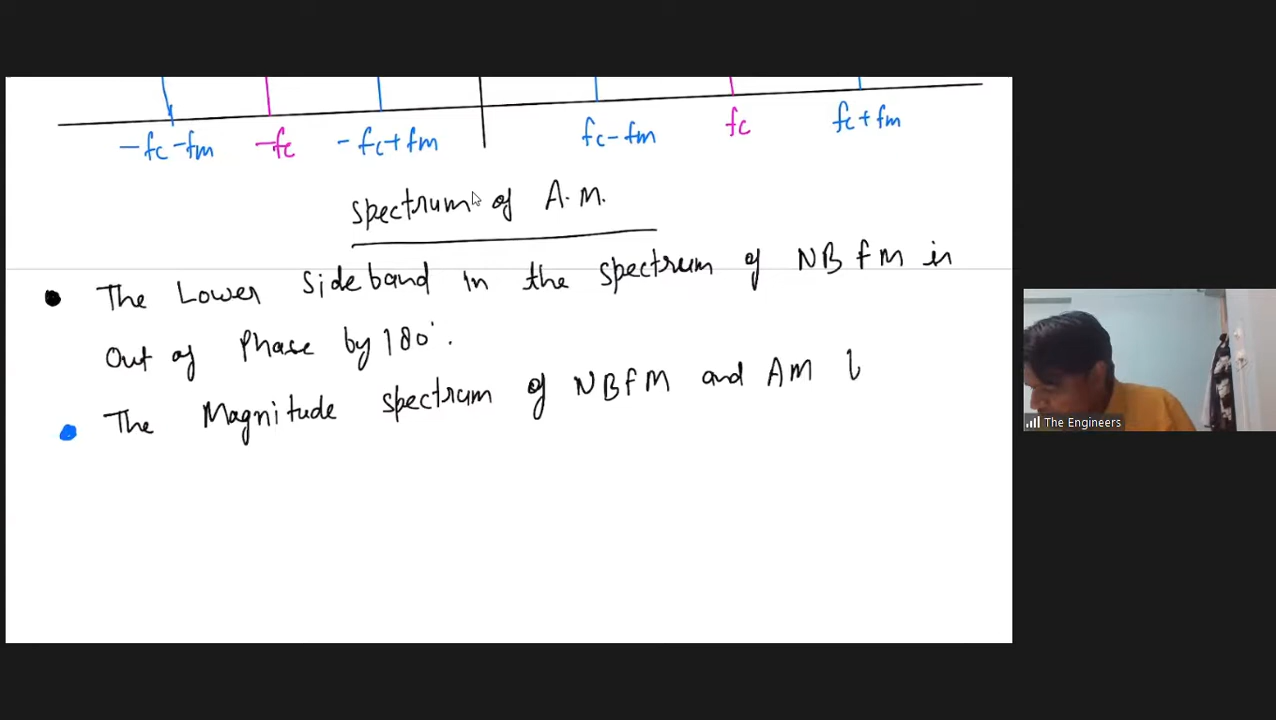 -fc-fm -fc -fc+fm fc-fm fc fc+fm
spectrum of A.M.
The Lower Sideband in the spectrum of NBFM in
Out of Phase by 180°.
The Magnitude spectrum of NBFM and AM
The Engineers